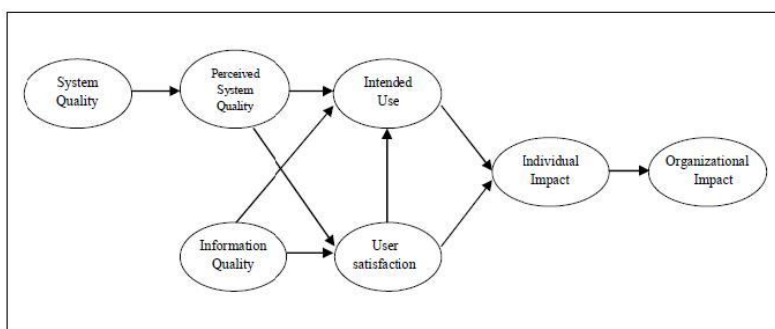 System
Quality
Perceived
System
Quality
Intended
Use
Individual
Impact
Organizational
Impact
Information
Quality
User
satisfaction